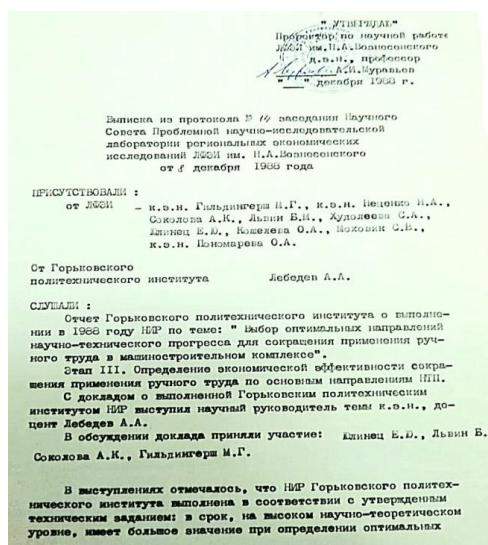 "УТВЕРЖДАЮ"
Проректор по научной работе
ЛФЭИ им.Н.А.Вознесенского
д.э.н., профессор
А.И.Муравьев
"___" декабря 1988 г.
Выписка из протокола № 14 заседания Научного
Совета Проблемной научно-исследовательской
лаборатории региональных экономических
исследований ЛФЭИ им. Н.А.Вознесенского
от 8 декабря 1988 года
ПРИСУТСТВОВАЛИ :
от ЛФЭИ – к.э.н. Гильдингерш М.Г., к.э.н. Неценко Н.А.,
Соколова А.К., Львин Б.М., Худолеева С.А.,
Юлинец Е.Ю., Кошелева О.А., Моховик С.В.,
к.э.н. Пономарева О.А.
От Горьковского
политехнического института Лебедев А.А.
СЛУШАЛИ :
Отчет Горьковского политехнического института о выполне-
нии в 1988 году НИР по теме: " Выбор оптимальных направлений
научно-технического прогресса для сокращения применения руч-
ного труда в машиностроительном комплексе".
Этап III. Определение экономической эффективности сокра-
щения применения ручного труда по основным направлениям НТП.
С докладом о выполненной Горьковским политехническим
институтом НИР выступил научный руководитель темы к.э.н., до-
цент Лебедев А.А.
В обсуждении доклада приняли участие: Юлинец Е.Ю., Львин Б.
Соколова А.К., Гильдингерш М.Г.
В выступлениях отмечалось, что НИР Горьковского политех-
нического института выполнена в соответствии с утвержденным
техническим заданием: в срок, на высоком научно-теоретическом
уровне, имеет большое значение при определении оптимальных